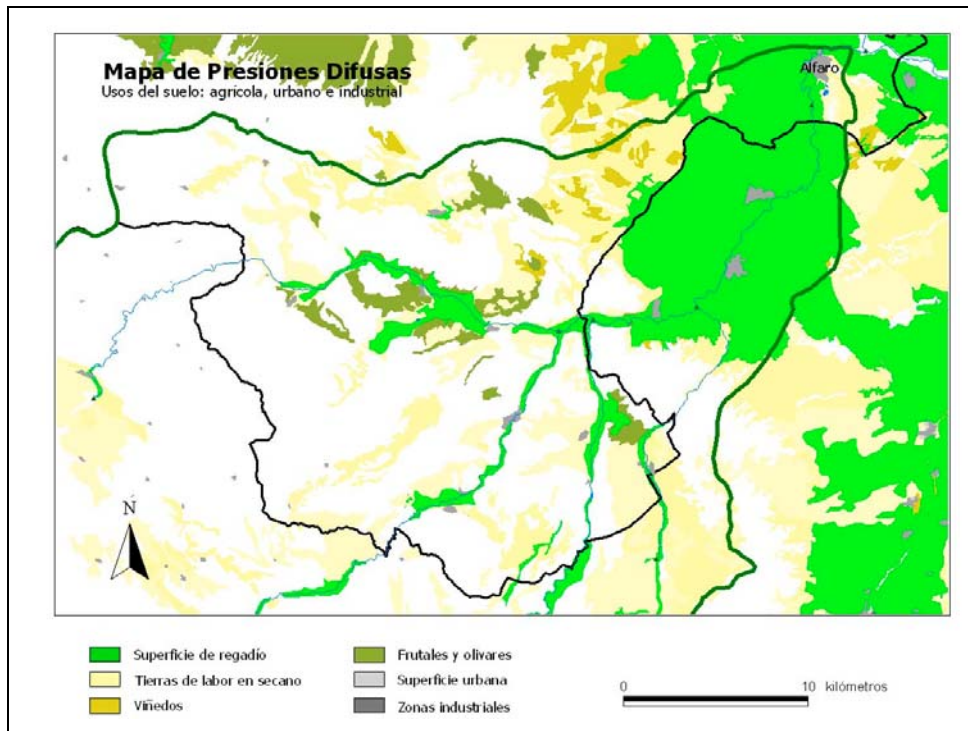 Mapa de Presiones Difusas
Usos del suelo: agrícola, urbano e industrial
Alfaro
N
Superficie de regadío
Tierras de labor en secano
Viñedos
Frutales y olivares
Superficie urbana
Zonas industriales
0 10 kilómetros